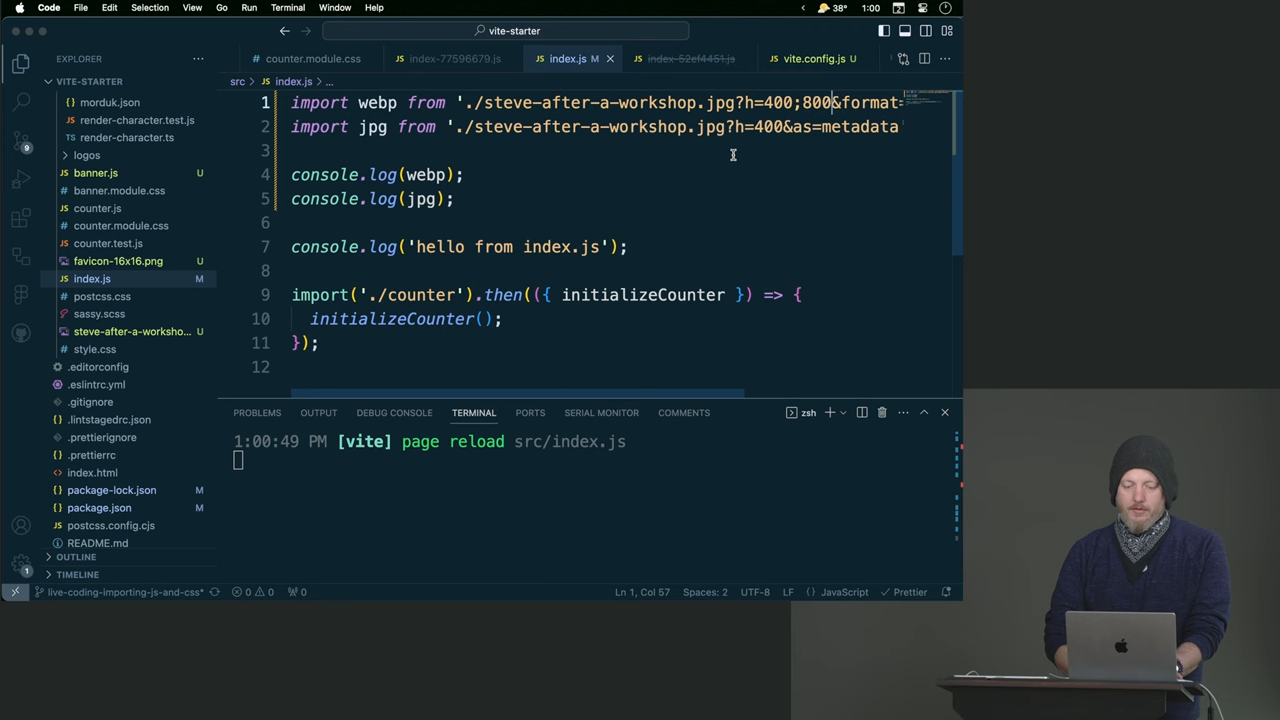 Code File Edit Selection View Go Run Terminal Window Help
38° 1:00
vite-starter
EXPLORER
counter.module.css index-77596679.js index.js M index-52ef4451.js vite.config.js U
VITE-STARTER
src > JS index.js > ...
morduk.json
render-character.test.js
render-character.ts
logos
banner.js U
banner.module.css
counter.js
counter.module.css
counter.test.js
favicon-16x16.png U
index.js M
postcss.css
sassy.scss
steve-after-a-worksho... U
style.css
.editorconfig
.eslintrc.yml
.gitignore
.lintstagedrc.json
.prettierignore
.prettierrc
index.html
package-lock.json M
package.json M
postcss.config.cjs
README.md
OUTLINE
TIMELINE
1 import webp from './steve-after-a-workshop.jpg?h=400;800&format=
2 import jpg from './steve-after-a-workshop.jpg?h=400&as=metadata'
3
4 console.log(webp);
5 console.log(jpg);
6
7 console.log('hello from index.js');
8
9 import('./counter').then(({ initializeCounter }) => {
10 initializeCounter();
11 });
12
PROBLEMS OUTPUT DEBUG CONSOLE TERMINAL PORTS SERIAL MONITOR COMMENTS
zsh
1:00:49 PM [vite] page reload src/index.js
live-coding-importing-js-and-css* 0 0 0 Ln 1, Col 57 Spaces: 2 UTF-8 LF {} JavaScript Prettier